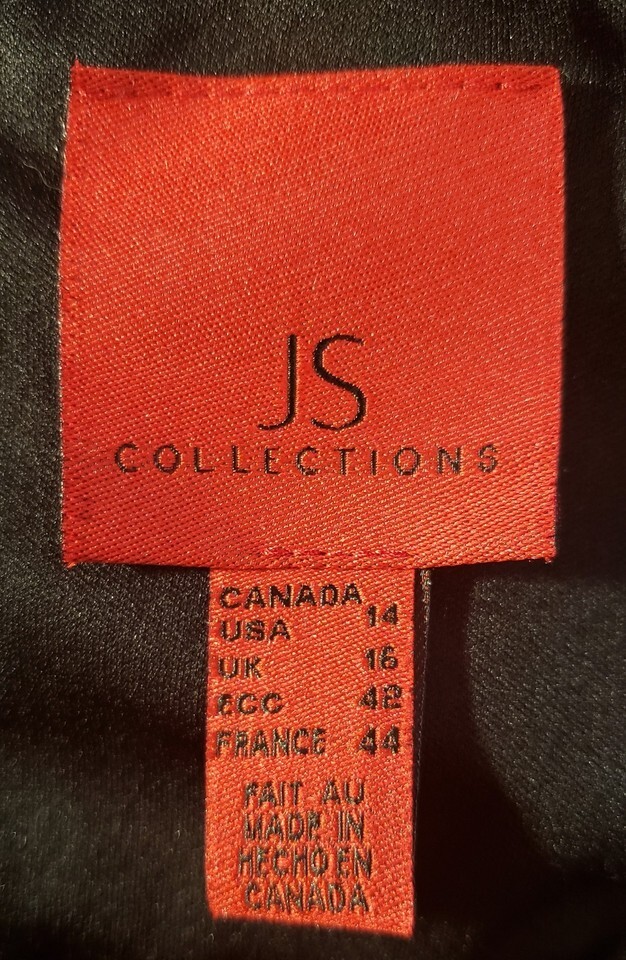 JS
COLLECTIONS
CANADA
USA 14
UK 16
ECC 42
FRANCE 44
FAIT AU
MADE IN
HECHO EN
CANADA